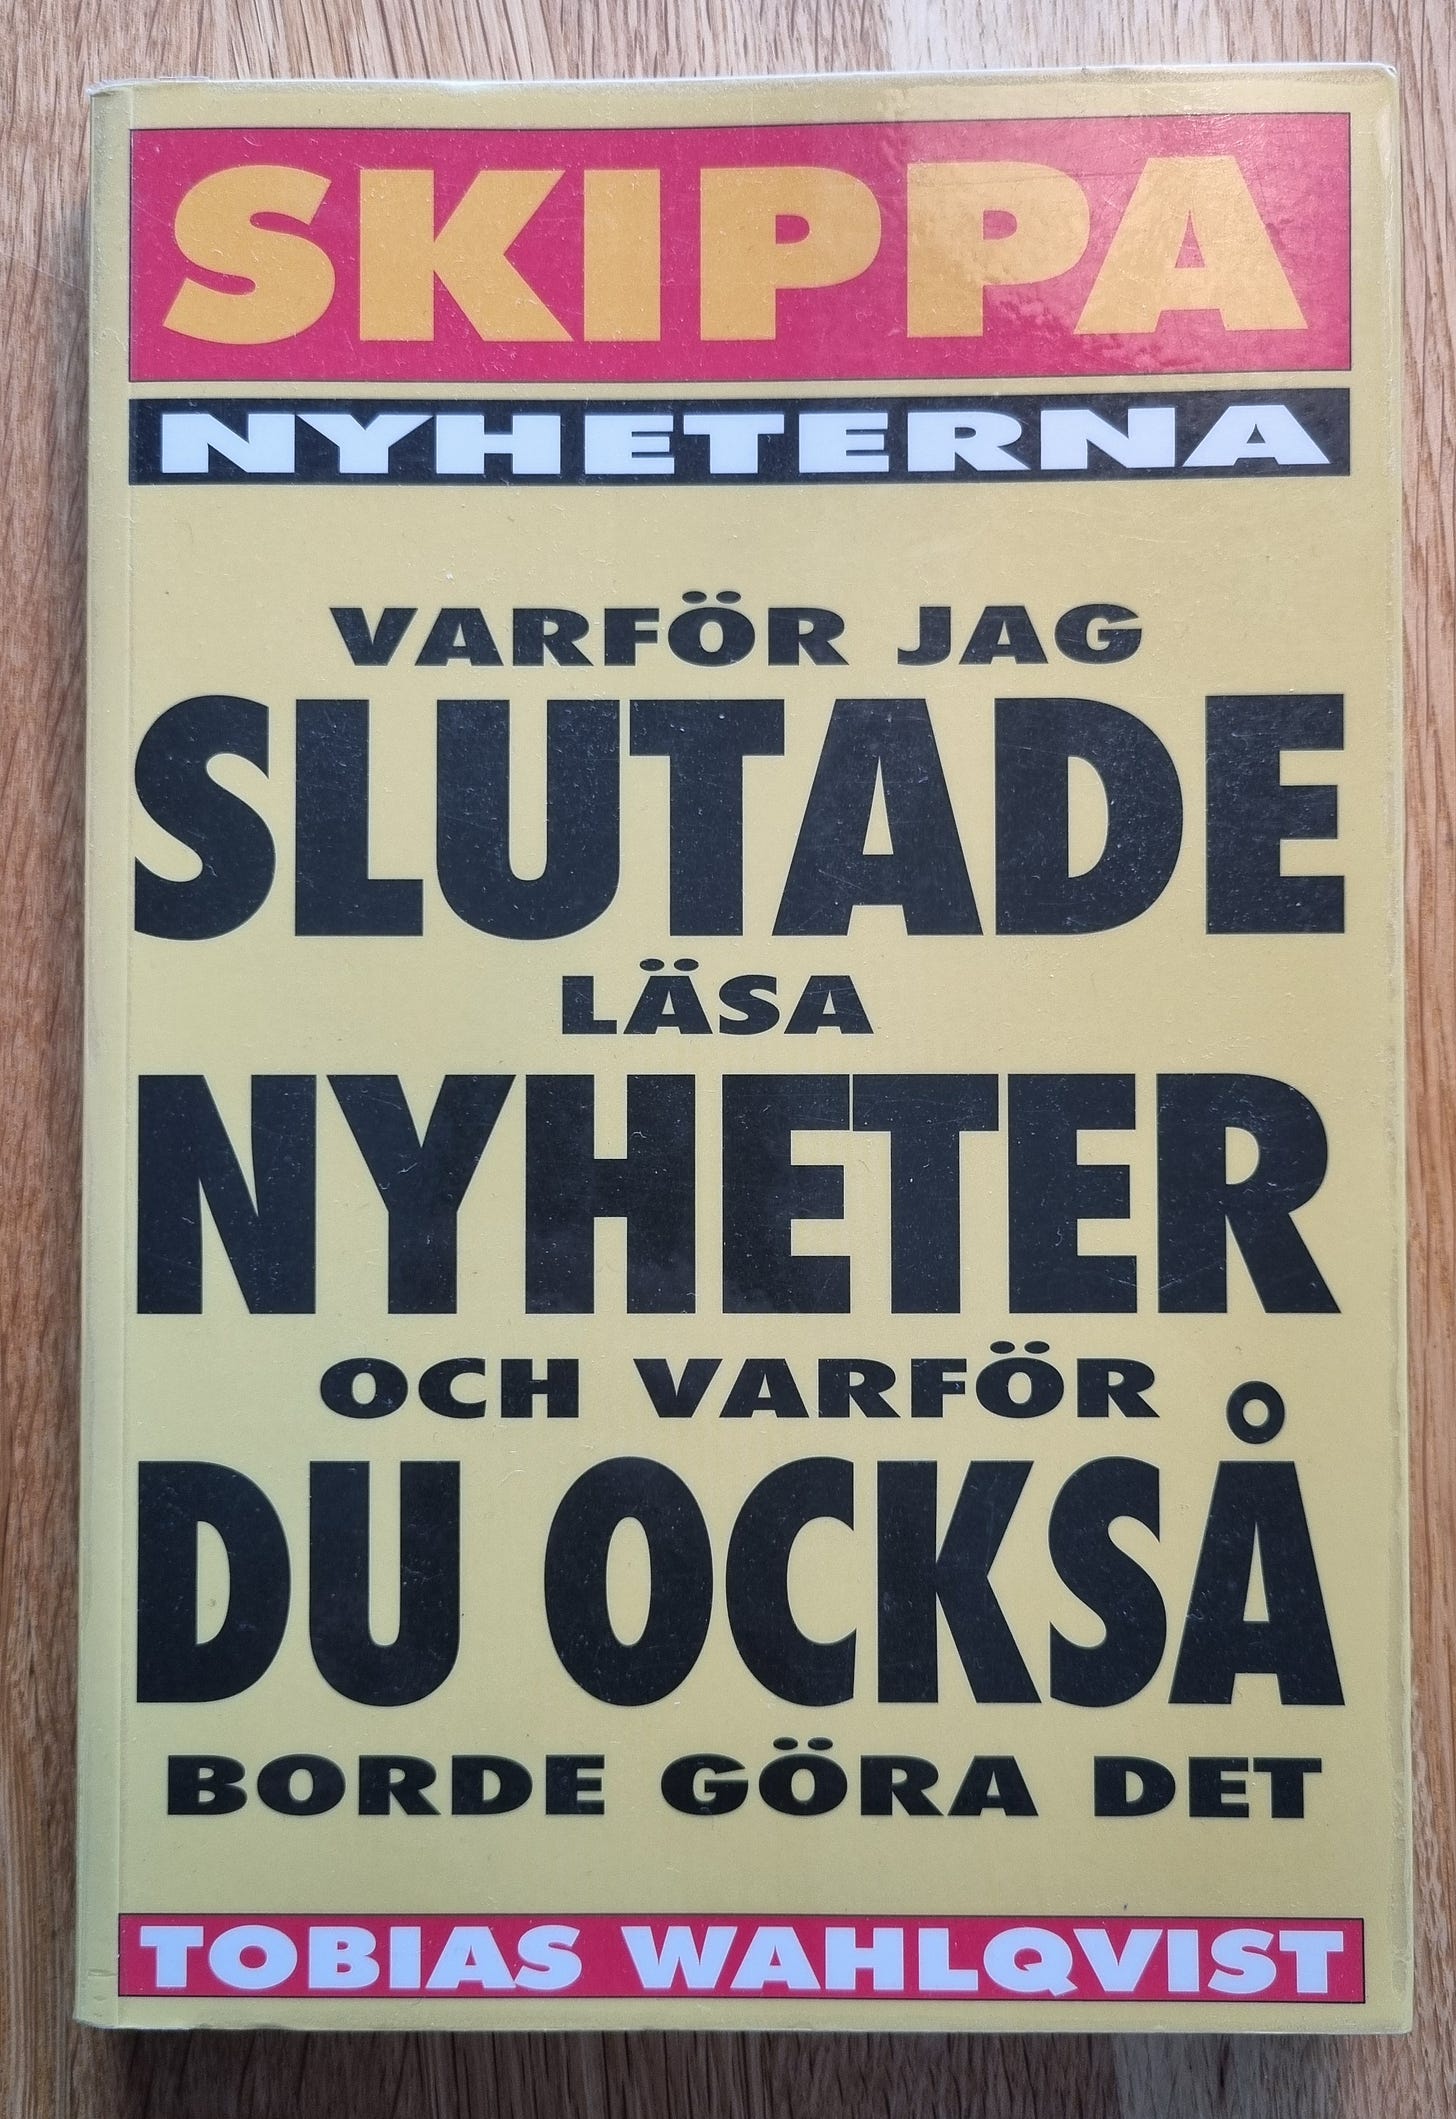 SKIPPA
NYHETERNA
VARFÖR JAG
SLUTADE
LÄSA
NYHETER
OCH VARFÖR
DU OCKSÅ
BORDE GÖRA DET
TOBIAS WAHLQVIST